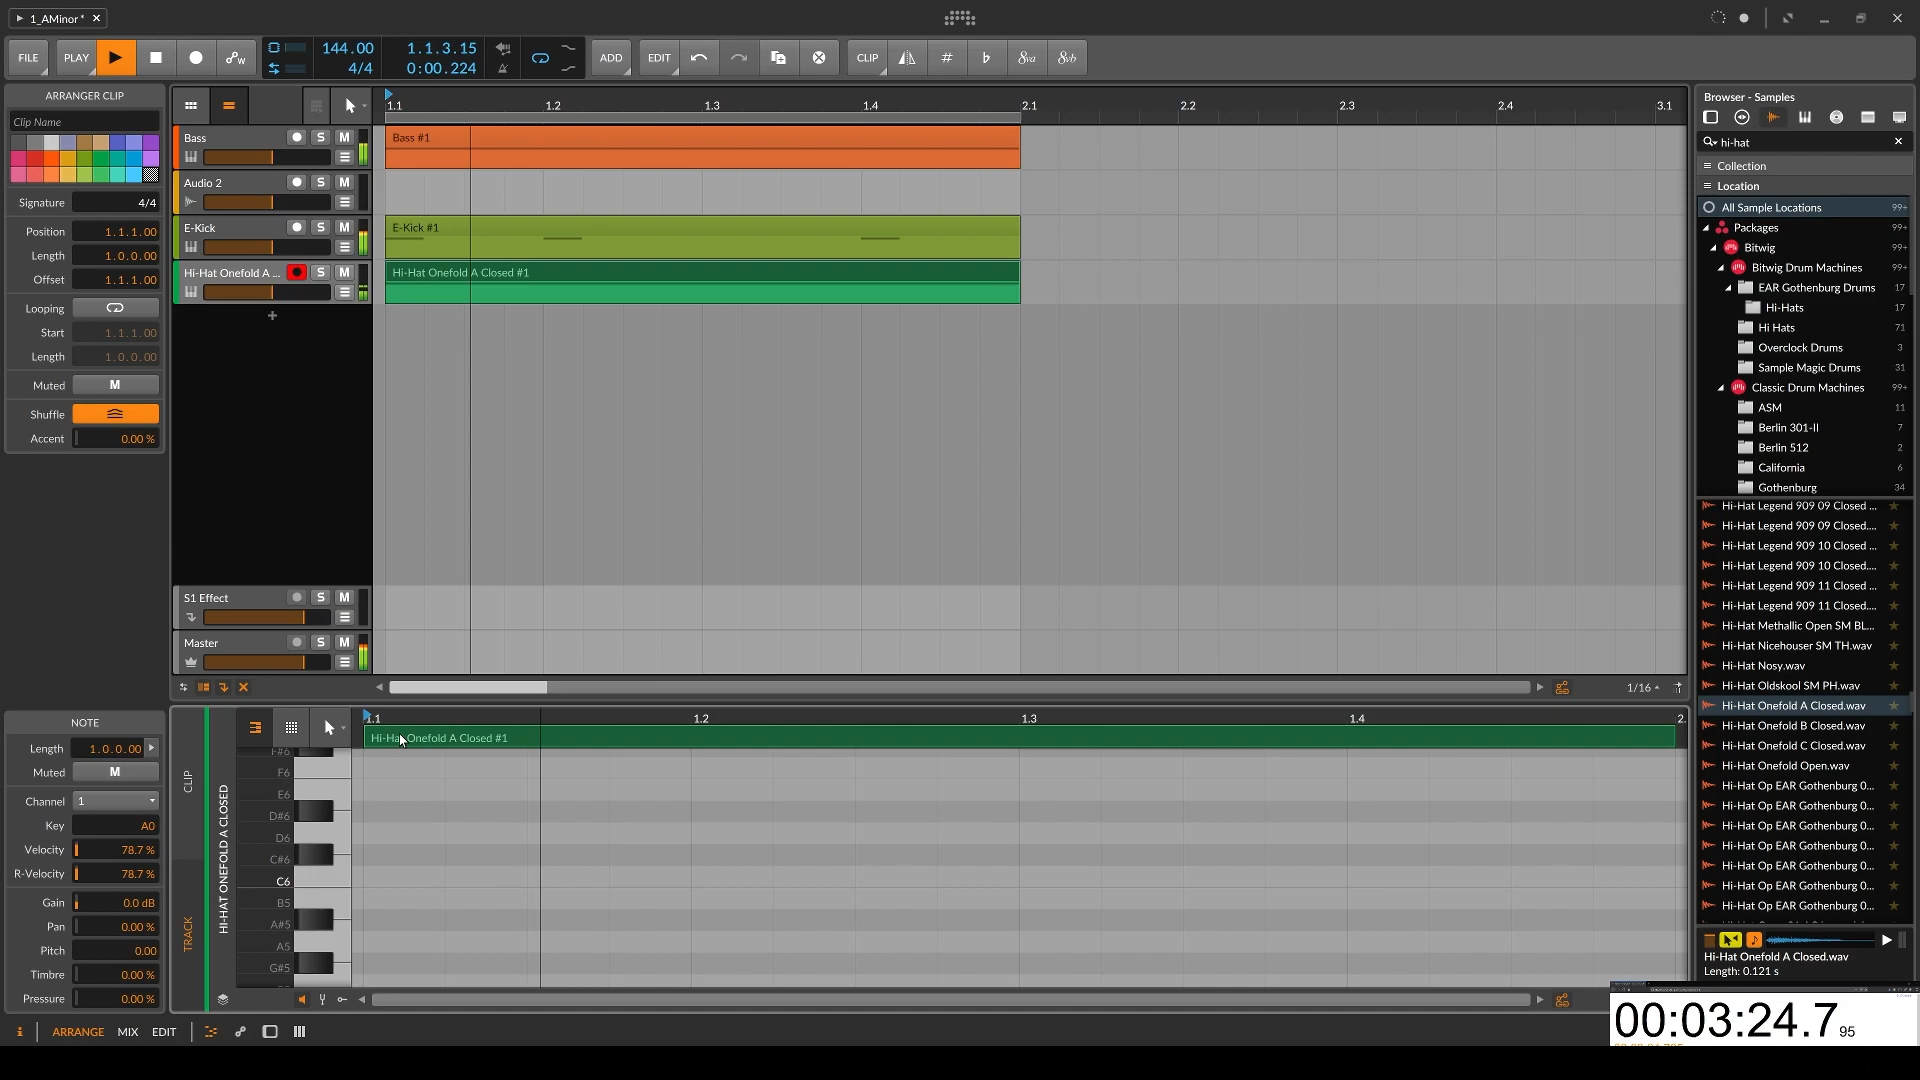 1_AMinor *
FILE
PLAY
144.00
4/4
1.1.3.15
0:00.224
ADD
EDIT
CLIP
8va
8vb
ARRANGER CLIP
Clip Name
Signature 4/4
Position 1.1.1.00
Length 1.0.0.00
Offset 1.1.1.00
Looping
Start 1.1.1.00
Length 1.0.0.00
Muted M
Shuffle
Accent 0.00 %
1.1 1.2 1.3 1.4 2.1 2.2 2.3 2.4 3.1
Bass S M
Bass #1
Audio 2 S M
E-Kick S M
E-Kick #1
Hi-Hat Onefold A ... S M
Hi-Hat Onefold A Closed #1
S1 Effect S M
Master S M
1/16
Browser - Samples
hi-hat
Collection
Location
All Sample Locations 99+
Packages 99+
Bitwig 99+
Bitwig Drum Machines 99+
EAR Gothenburg Drums 17
Hi-Hats 17
Hi Hats 71
Overclock Drums 3
Sample Magic Drums 31
Classic Drum Machines 99+
ASM 11
Berlin 301-II 7
Berlin 512 2
California 6
Gothenburg 34
Hi-Hat Legend 909 09 Closed ...
Hi-Hat Legend 909 09 Closed....
Hi-Hat Legend 909 10 Closed ...
Hi-Hat Legend 909 10 Closed....
Hi-Hat Legend 909 11 Closed ...
Hi-Hat Legend 909 11 Closed....
Hi-Hat Methallic Open SM BL...
Hi-Hat Nicehouser SM TH.wav
Hi-Hat Nosy.wav
Hi-Hat Oldskool SM PH.wav
Hi-Hat Onefold A Closed.wav
Hi-Hat Onefold B Closed.wav
Hi-Hat Onefold C Closed.wav
Hi-Hat Onefold Open.wav
Hi-Hat Op EAR Gothenburg 0...
Hi-Hat Op EAR Gothenburg 0...
Hi-Hat Op EAR Gothenburg 0...
Hi-Hat Op EAR Gothenburg 0...
Hi-Hat Op EAR Gothenburg 0...
Hi-Hat Op EAR Gothenburg 0...
Hi-Hat Op EAR Gothenburg 0...
Hi-Hat Onefold A Closed.wav
Length: 0.121 s
NOTE
Length 1.0.0.00
Muted M
Channel 1
Key A0
Velocity 78.7 %
R-Velocity 78.7 %
Gain 0.0 dB
Pan 0.00 %
Pitch 0.00
Timbre 0.00 %
Pressure 0.00 %
CLIP
TRACK
HI-HAT ONEFOLD A CLOSED
1.1 1.2 1.3 1.4 2.
Hi-Hat Onefold A Closed #1
F#6
F6
E6
D#6
D6
C#6
C6
B5
A#5
A5
G#5
i ARRANGE MIX EDIT
00:03:24.795